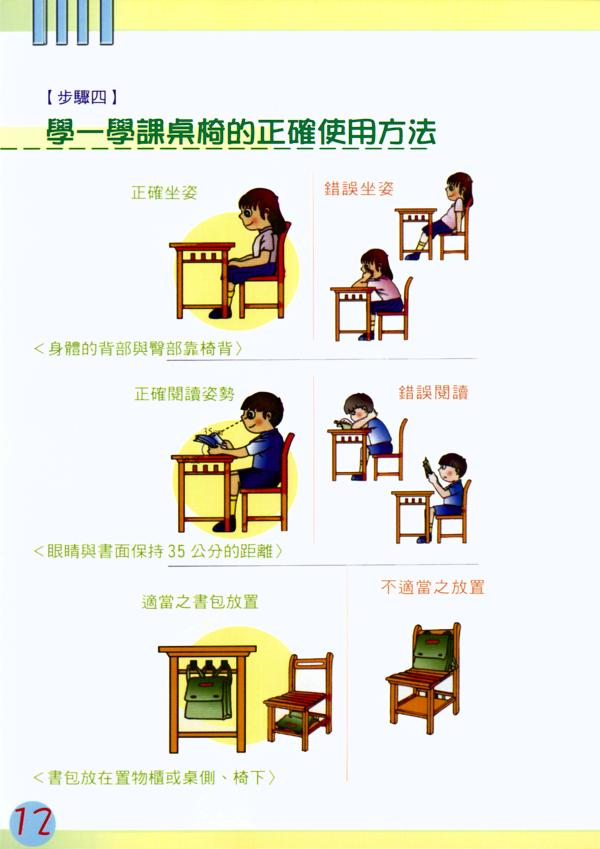 【步驟四】
學一學課桌椅的正確使用方法
正確坐姿
錯誤坐姿
＜身體的背部與臀部靠椅背＞
正確閱讀姿勢
錯誤閱讀
＜眼睛與書面保持 35 公分的距離＞
適當之書包放置
不適當之放置
＜書包放在置物櫃或桌側、椅下＞
12